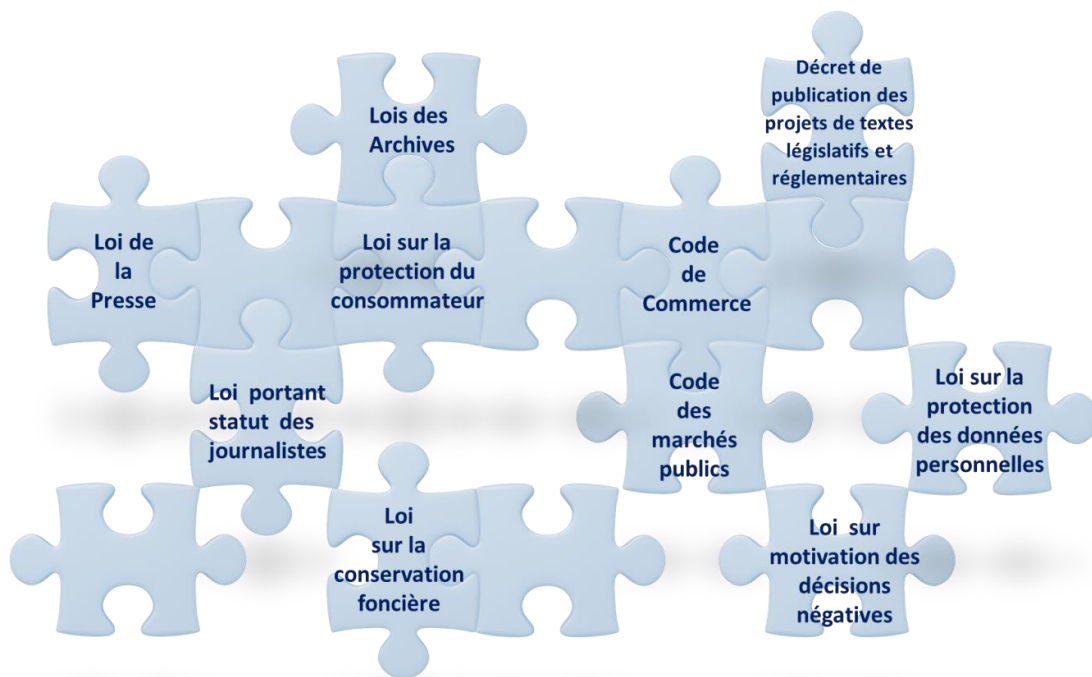 Lois des
Archives
Décret de
publication des
projets de textes
législatifs et
réglementaires
Loi de
la
Presse
Loi sur la
protection du
consommateur
Code
de
Commerce
Loi portant
statut des
journalistes
Code
des
marchés
publics
Loi sur la
protection
des données
personnelles
Loi
sur la
conservation
foncière
Loi sur
motivation des
décisions
négatives